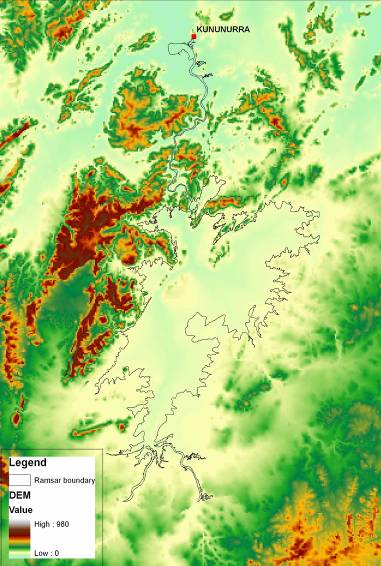 KUNUNURRA
Legend
Ramsar boundary
DEM
Value
High : 980
Low : 0